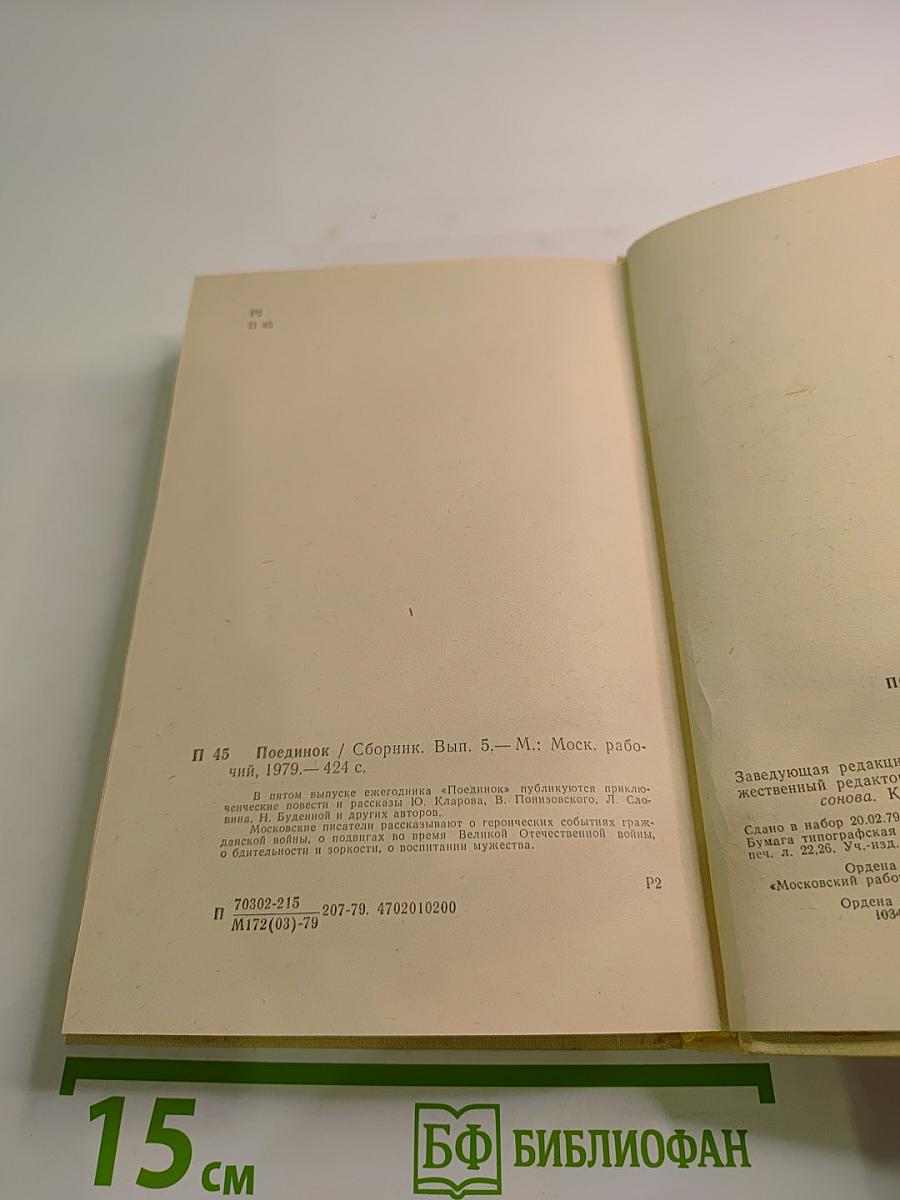 Р2
П 45
П 45 Поединок / Сборник. Вып. 5.— М.: Моск. рабо-
чий, 1979.— 424 с.
В пятом выпуске ежегодника «Поединок» публикуются приклю-
ченческие повести и рассказы Ю. Кларова, В. Понизовского, Л. Сло-
вина, Н. Буденной и других авторов.
Московские писатели рассказывают о героических событиях граж-
данской войны, о подвигах во время Великой Отечественной войны,
о бдительности и зоркости, о воспитании мужества.
Р2
П 70302-215
М172(03)-79 207-79. 4702010200
Заведующая редакци
жественный редакто
сонова. К
Сдано в набор 20.02.79
Бумага типографская
печ. л. 22,26. Уч.-изд.
Ордена
«Московский рабо
Ордена
1034
15 см
БФ БИБЛИОФАН